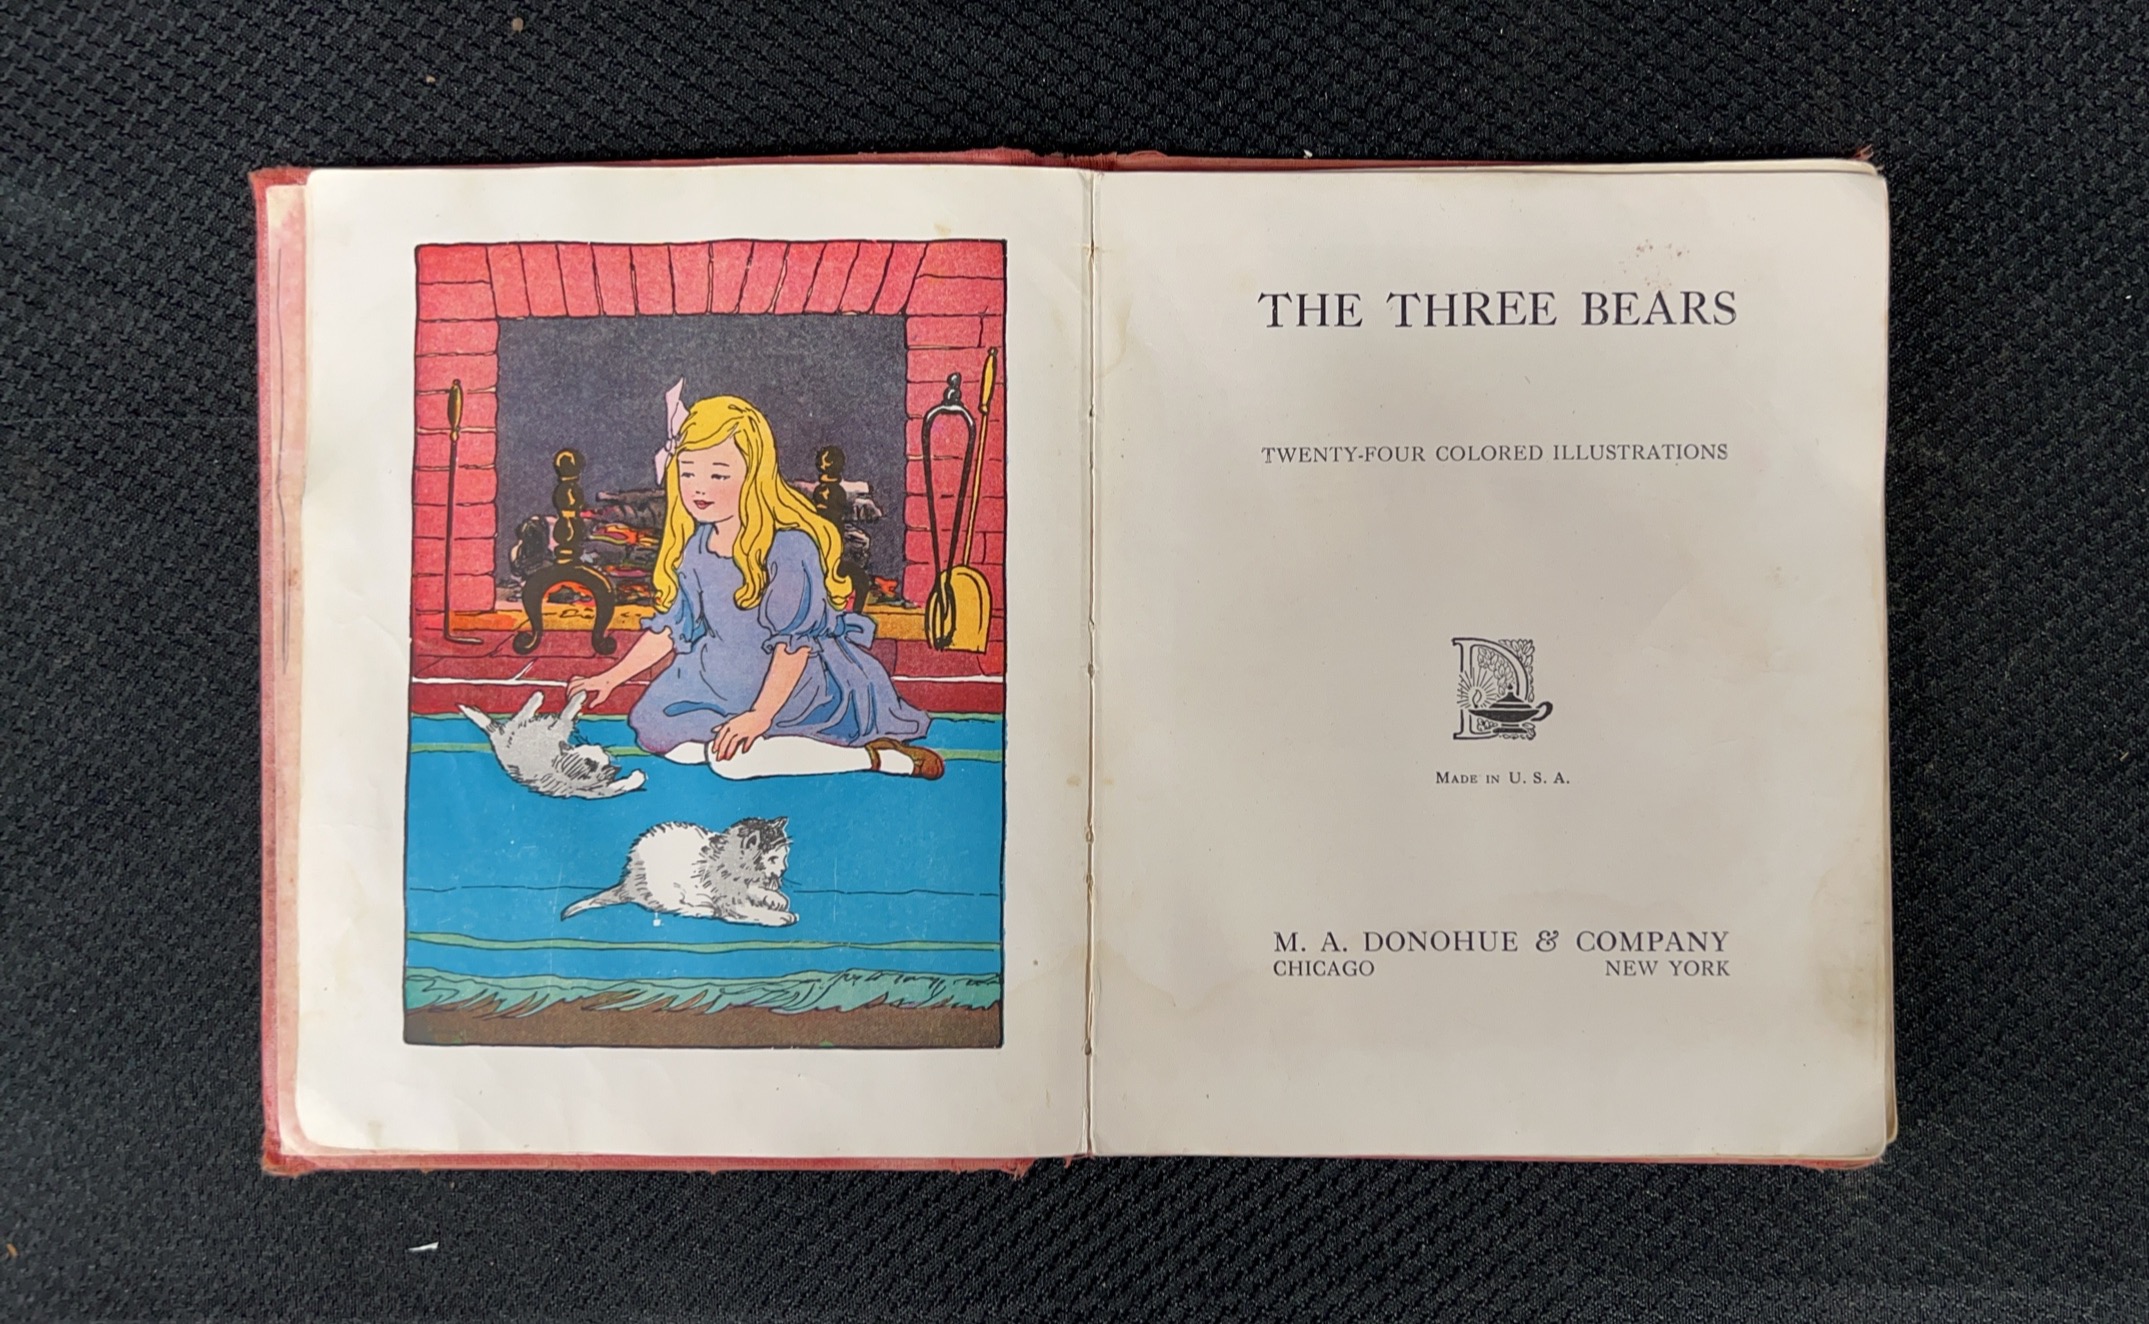 THE THREE BEARS
TWENTY-FOUR COLORED ILLUSTRATIONS
D
MADE IN U. S. A.
M. A. DONOHUE & COMPANY
CHICAGO NEW YORK